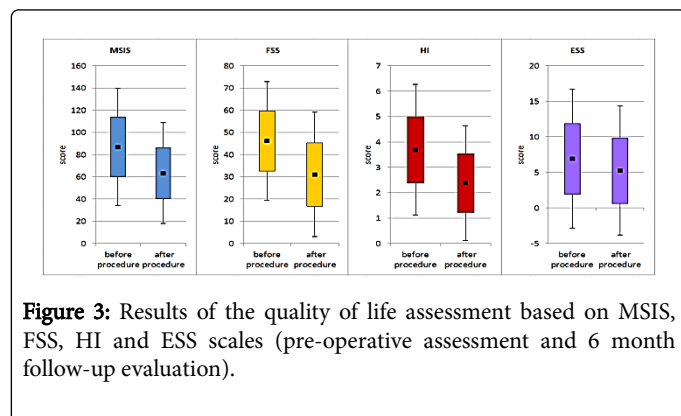 MSIS
FSS
HI
ESS
score
160
140
120
100
80
60
40
20
0
before procedure
after procedure
score
80
70
60
50
40
30
20
10
0
before procedure
after procedure
score
7
6
5
4
3
2
1
0
before procedure
after procedure
score
20
15
10
5
0
-5
before procedure
after procedure
Figure 3: Results of the quality of life assessment based on MSIS,
FSS, HI and ESS scales (pre-operative assessment and 6 month
follow-up evaluation).